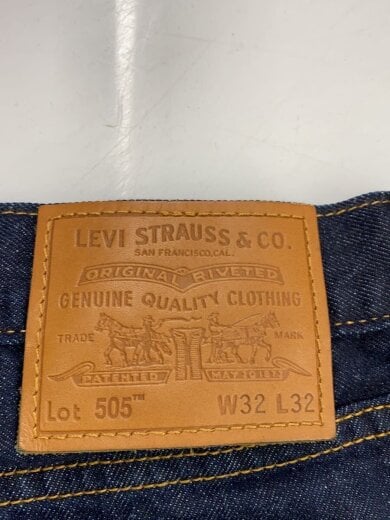 LEVI STRAUSS & CO.
SAN FRANCISCO, CAL.
ORIGINAL RIVETED
GENUINE QUALITY CLOTHING
TRADE MARK
PATENTED MAY 20 1873
Lot 505™ W32 L32